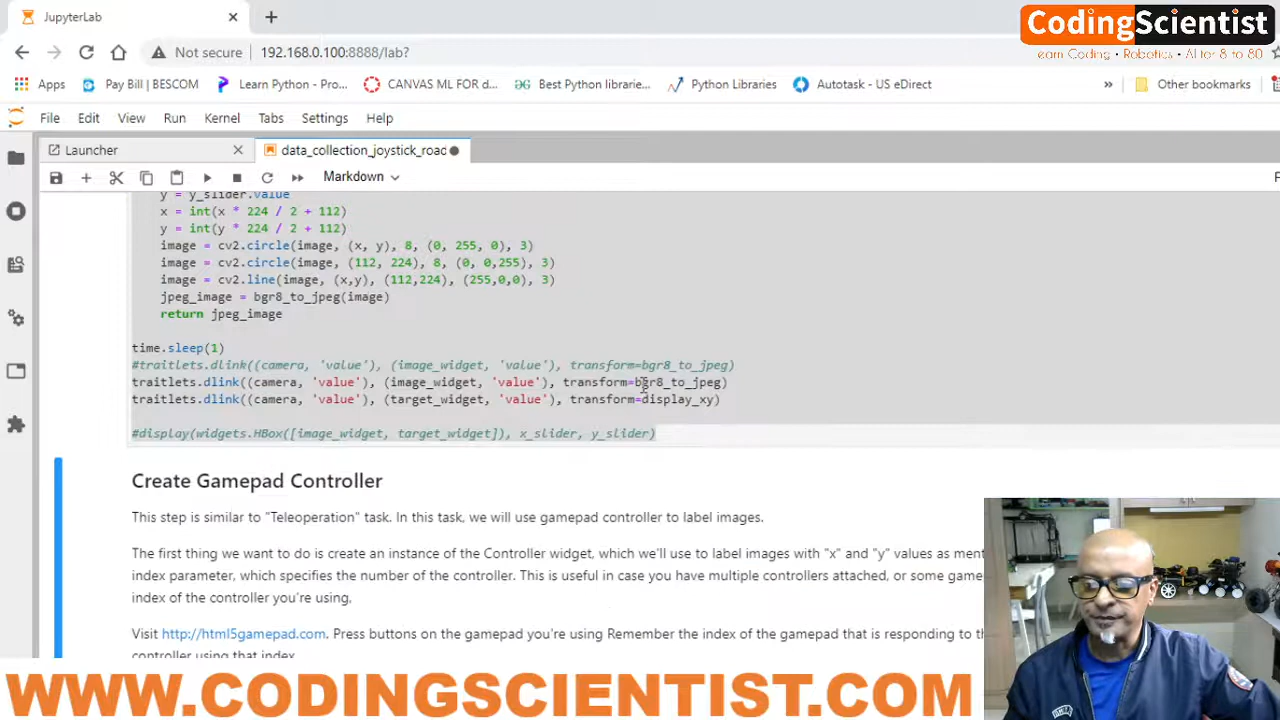 JupyterLab
CodingScientist
earn Coding • Robotics • AI for 8 to 80
Not secure 192.168.0.100:8888/lab?
Apps Pay Bill | BESCOM Learn Python - Pro... CANVAS ML FOR d... Best Python librarie... Python Libraries Autotask - US eDirect » Other bookmarks
File Edit View Run Kernel Tabs Settings Help
Launcher data_collection_joystick_road
Markdown
y = y_slider.value
x = int(x * 224 / 2 + 112)
y = int(y * 224 / 2 + 112)
image = cv2.circle(image, (x, y), 8, (0, 255, 0), 3)
image = cv2.circle(image, (112, 224), 8, (0, 0,255), 3)
image = cv2.line(image, (x,y), (112,224), (255,0,0), 3)
jpeg_image = bgr8_to_jpeg(image)
return jpeg_image
time.sleep(1)
#traitlets.dlink((camera, 'value'), (image_widget, 'value'), transform=bgr8_to_jpeg)
traitlets.dlink((camera, 'value'), (image_widget, 'value'), transform=bgr8_to_jpeg)
traitlets.dlink((camera, 'value'), (target_widget, 'value'), transform=display_xy)
#display(widgets.HBox([image_widget, target_widget]), x_slider, y_slider)
Create Gamepad Controller
This step is similar to "Teleoperation" task. In this task, we will use gamepad controller to label images.
The first thing we want to do is create an instance of the Controller widget, which we'll use to label images with "x" and "y" values as ment
index parameter, which specifies the number of the controller. This is useful in case you have multiple controllers attached, or some game
index of the controller you're using,
Visit http://html5gamepad.com. Press buttons on the gamepad you're using Remember the index of the gamepad that is responding to th
controller using that index
WWW.CODINGSCIENTIST.COM